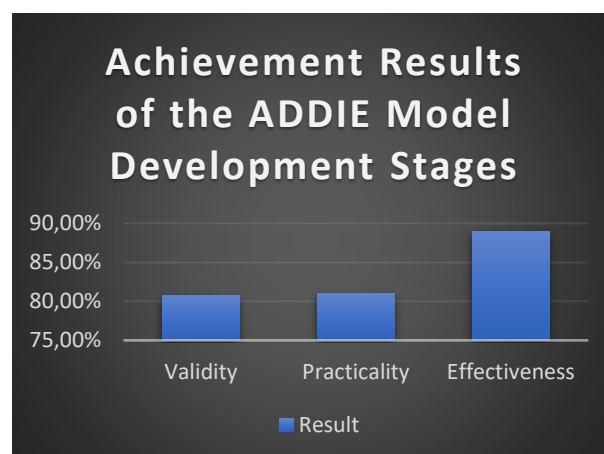 Achievement Results
of the ADDIE Model
Development Stages
90,00%
85,00%
80,00%
75,00%
Validity Practicality Effectiveness
Result